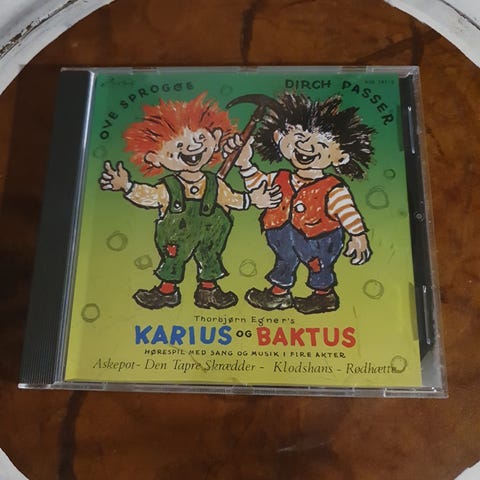 OVE SPROGØE
DIRCH PASSER
Thorbjørn Egner's
KARIUS OG BAKTUS
HØRESPIL MED SANG OG MUSIK I FIRE AKTER
Askepot - Den Tapre Skrædder - Klodshans - Rødhætte